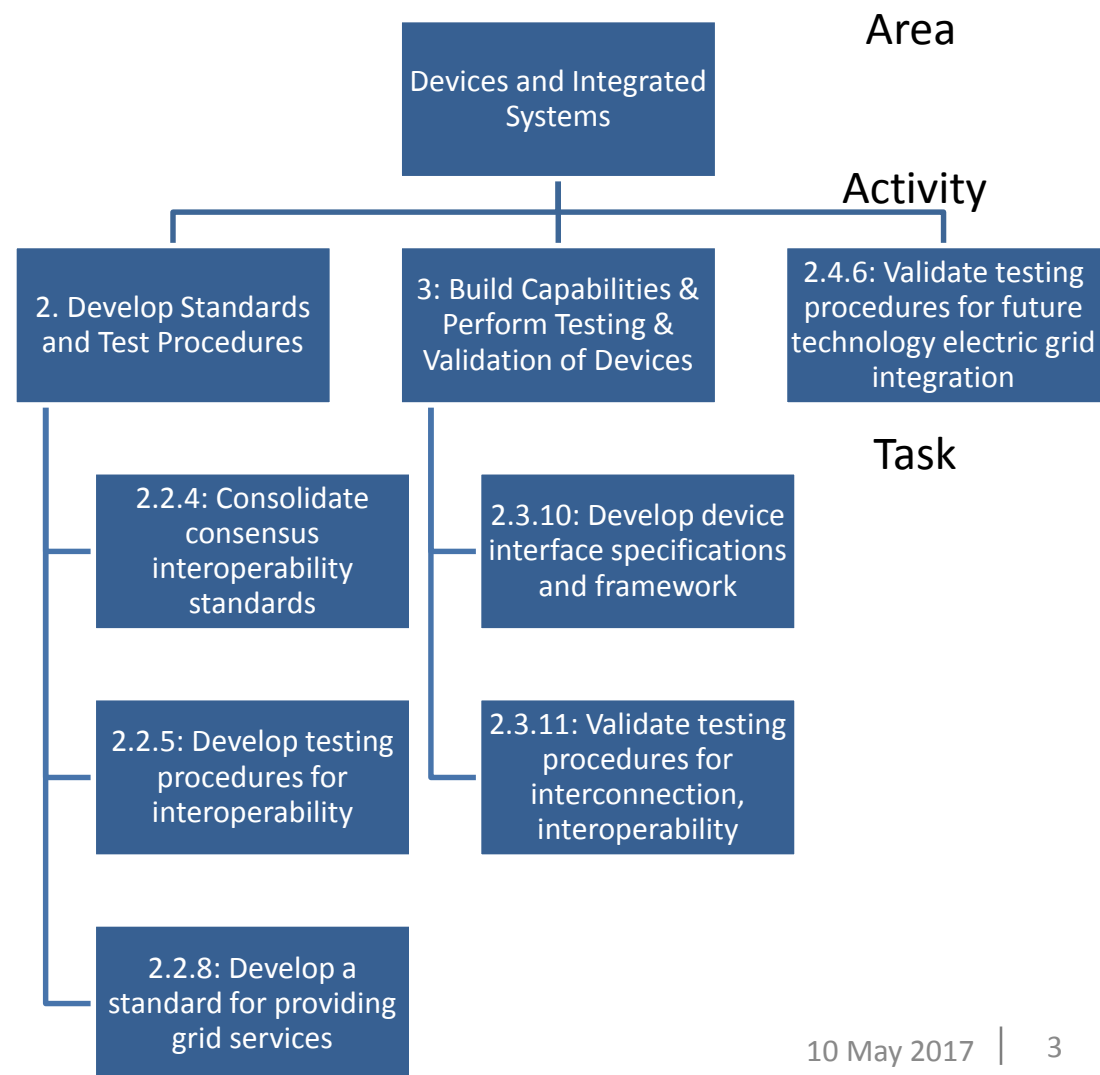 Area
Devices and Integrated
Systems
Activity
2. Develop Standards
and Test Procedures
3: Build Capabilities &
Perform Testing &
Validation of Devices
2.4.6: Validate testing
procedures for future
technology electric grid
integration
Task
2.2.4: Consolidate
consensus
interoperability
standards
2.3.10: Develop device
interface specifications
and framework
2.2.5: Develop testing
procedures for
interoperability
2.3.11: Validate testing
procedures for
interconnection,
interoperability
2.2.8: Develop a
standard for providing
grid services
10 May 2017 | 3